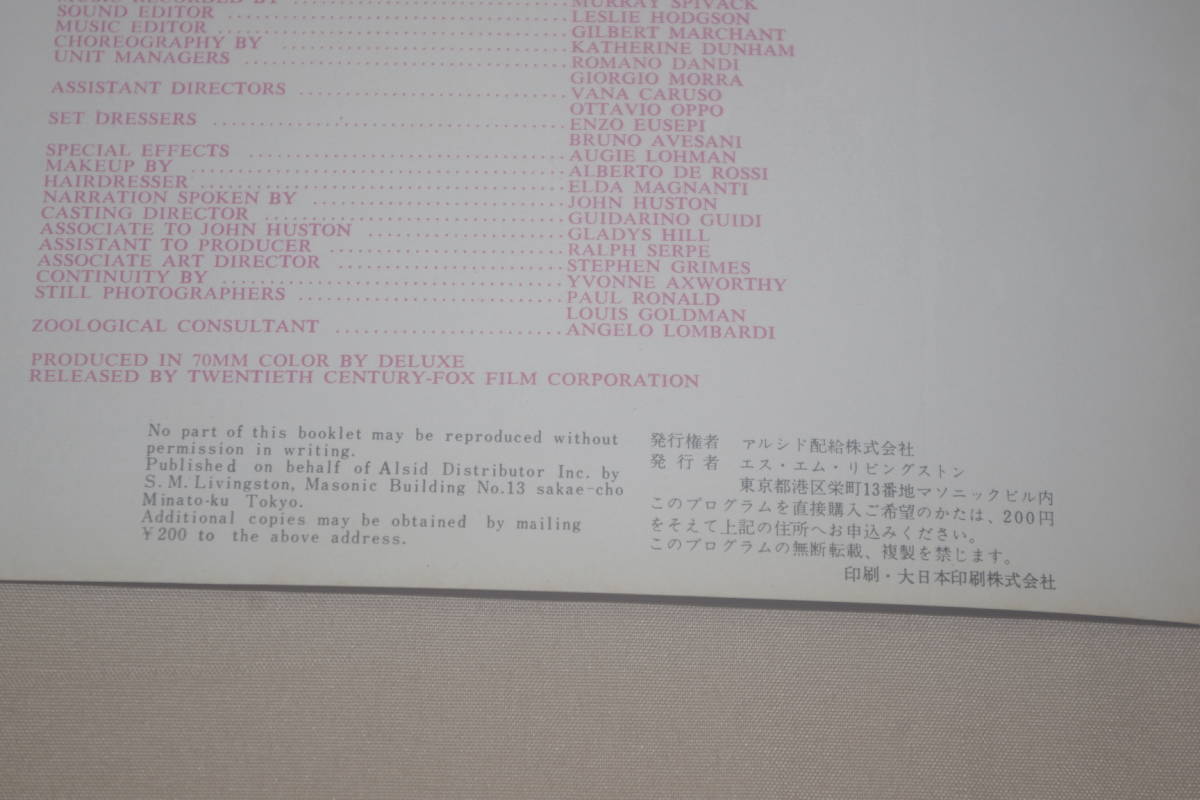 MUSIC RECORDED BY ........ MURRAY SPIVACK
SOUND EDITOR ........ LESLIE HODGSON
MUSIC EDITOR ........ GILBERT MARCHANT
CHOREOGRAPHY BY ........ KATHERINE DUNHAM
UNIT MANAGERS ........ ROMANO DANDI
GIORGIO MORRA
ASSISTANT DIRECTORS ........ VANA CARUSO
OTTAVIO OPPO
SET DRESSERS ........ ENZO EUSEPI
BRUNO AVESANI
SPECIAL EFFECTS ........ AUGIE LOHMAN
MAKEUP BY ........ ALBERTO DE ROSSI
HAIRDRESSER ........ ELDA MAGNANTI
NARRATION SPOKEN BY ........ JOHN HUSTON
CASTING DIRECTOR ........ GUIDARINO GUIDI
ASSOCIATE TO JOHN HUSTON ........ GLADYS HILL
ASSISTANT TO PRODUCER ........ RALPH SERPE
ASSOCIATE ART DIRECTOR ........ STEPHEN GRIMES
CONTINUITY BY ........ YVONNE AXWORTHY
STILL PHOTOGRAPHERS ........ PAUL RONALD
LOUIS GOLDMAN
ZOOLOGICAL CONSULTANT ........ ANGELO LOMBARDI
PRODUCED IN 70MM COLOR BY DELUXE
RELEASED BY TWENTIETH CENTURY-FOX FILM CORPORATION
No part of this booklet may be reproduced without
permission in writing.
Published on behalf of Alsid Distributor Inc. by
S. M. Livingston, Masonic Building No.13 sakae-cho
Minato-ku Tokyo.
Additional copies may be obtained by mailing
¥200 to the above address.
発行権者 アルシド配給株式会社
発行者 エス・エム・リビングストン
東京都港区栄町13番地マソニックビル内
このプログラムを直接購入ご希望のかたは、200円
をそえて上記の住所へお申込みください。
このプログラムの無断転載、複製を禁じます。
印刷・大日本印刷株式会社